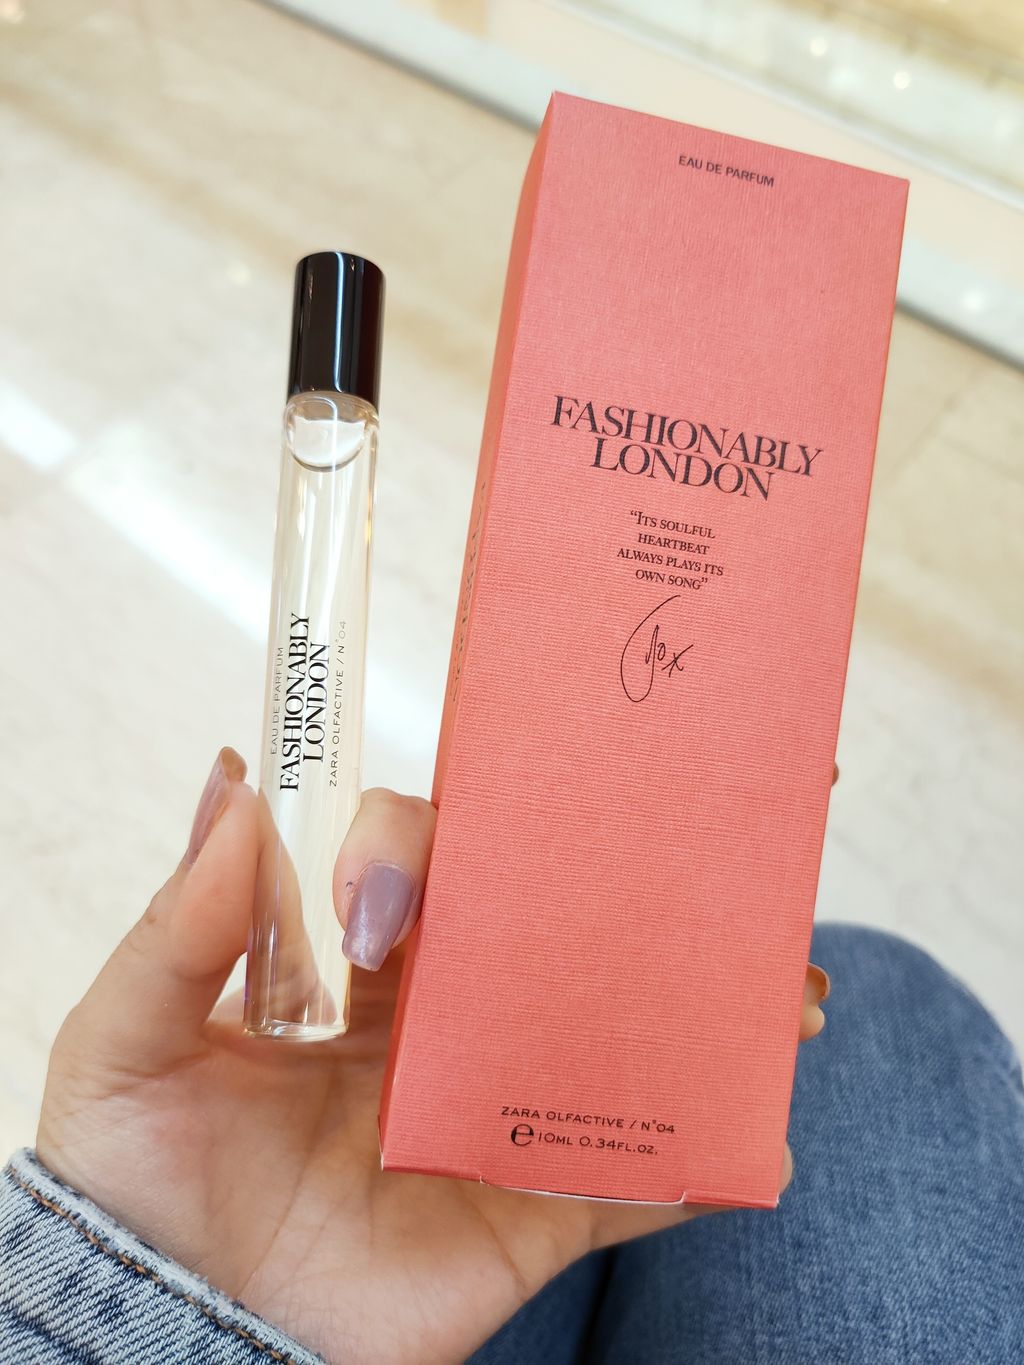 EAU DE PARFUM
FASHIONABLY
LONDON
ZARA OLFACTIVE / N°04
EAU DE PARFUM
FASHIONABLY
LONDON
“ITS SOULFUL
HEARTBEAT
ALWAYS PLAYS ITS
OWN SONG”
Jo x
ZARA OLFACTIVE / N°04
e 10ML 0.34FL.OZ.